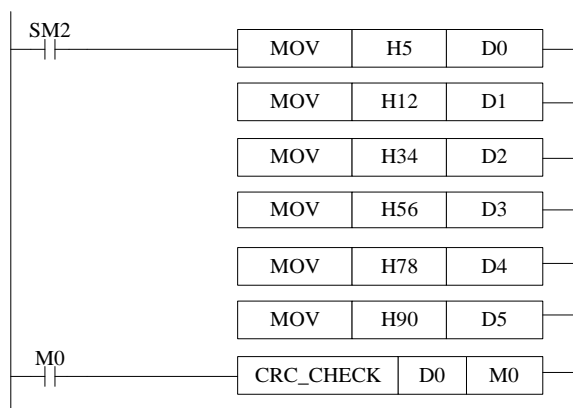 SM2
MOV H5 D0
MOV H12 D1
MOV H34 D2
MOV H56 D3
MOV H78 D4
MOV H90 D5
M0
CRC_CHECK D0 M0